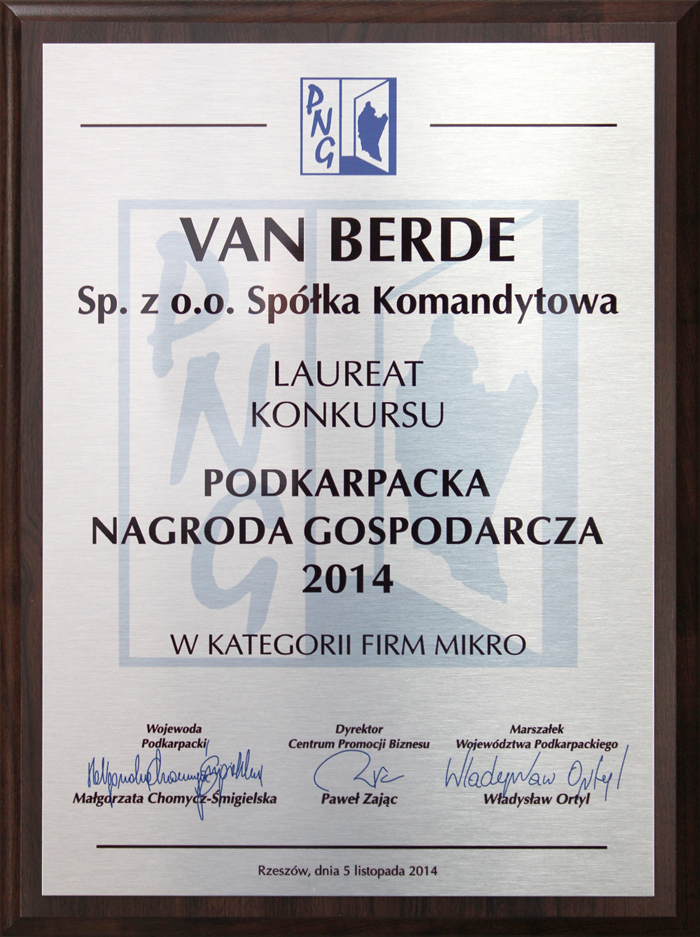 PNG
VAN BERDE
Sp. z o.o. Spółka Komandytowa
LAUREAT
KONKURSU
PODKARPACKA
NAGRODA GOSPODARCZA
2014
W KATEGORII FIRM MIKRO
Wojewoda
Podkarpacki
Małgorzata Chomycz-Śmigielska
Dyrektor
Centrum Promocji Biznesu
Paweł Zając
Marszałek
Województwa Podkarpackiego
Władysław Ortyl
Władysław Ortyl
Rzeszów, dnia 5 listopada 2014